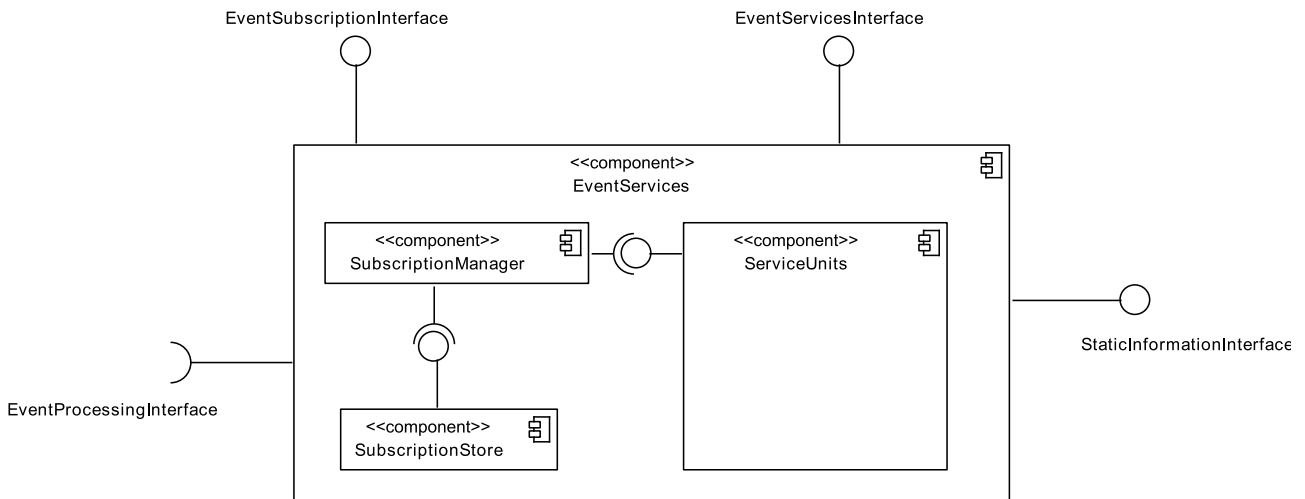 EventSubscriptionInterface
EventServicesInterface
<<component>>
EventServices
<<component>>
SubscriptionManager
<<component>>
ServiceUnits
StaticInformationInterface
EventProcessingInterface
<<component>>
SubscriptionStore